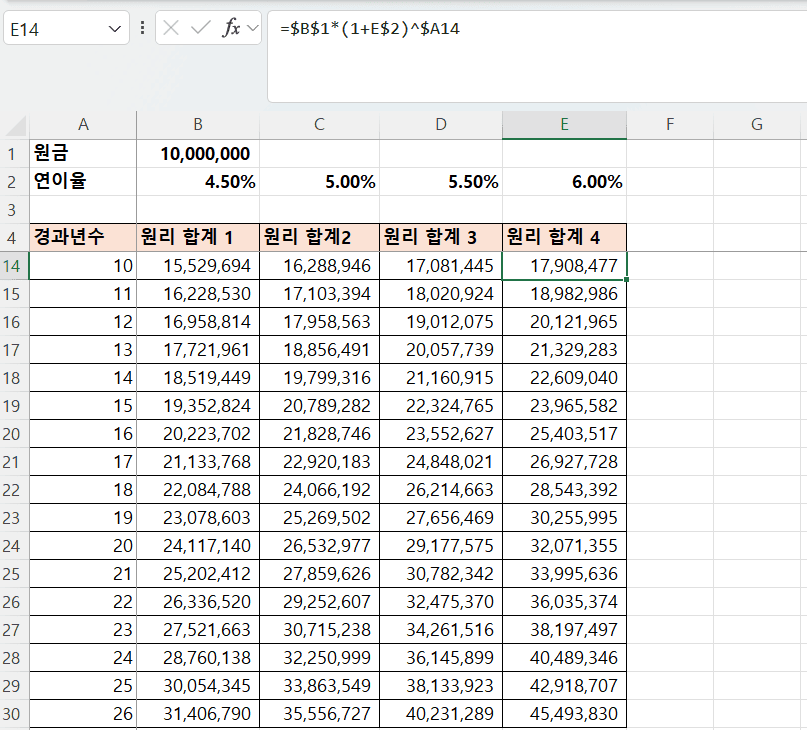 E14 fx =$B$1*(1+E$2)^$A14
A B C D E F G
1 원금 10,000,000
2 연이율 4.50% 5.00% 5.50% 6.00%
3
4 경과년수 원리 합계 1 원리 합계2 원리 합계 3 원리 합계 4
14 10 15,529,694 16,288,946 17,081,445 17,908,477
15 11 16,228,530 17,103,394 18,020,924 18,982,986
16 12 16,958,814 17,958,563 19,012,075 20,121,965
17 13 17,721,961 18,856,491 20,057,739 21,329,283
18 14 18,519,449 19,799,316 21,160,915 22,609,040
19 15 19,352,824 20,789,282 22,324,765 23,965,582
20 16 20,223,702 21,828,746 23,552,627 25,403,517
21 17 21,133,768 22,920,183 24,848,021 26,927,728
22 18 22,084,788 24,066,192 26,214,663 28,543,392
23 19 23,078,603 25,269,502 27,656,469 30,255,995
24 20 24,117,140 26,532,977 29,177,575 32,071,355
25 21 25,202,412 27,859,626 30,782,342 33,995,636
26 22 26,336,520 29,252,607 32,475,370 36,035,374
27 23 27,521,663 30,715,238 34,261,516 38,197,497
28 24 28,760,138 32,250,999 36,145,899 40,489,346
29 25 30,054,345 33,863,549 38,133,923 42,918,707
30 26 31,406,790 35,556,727 40,231,289 45,493,830